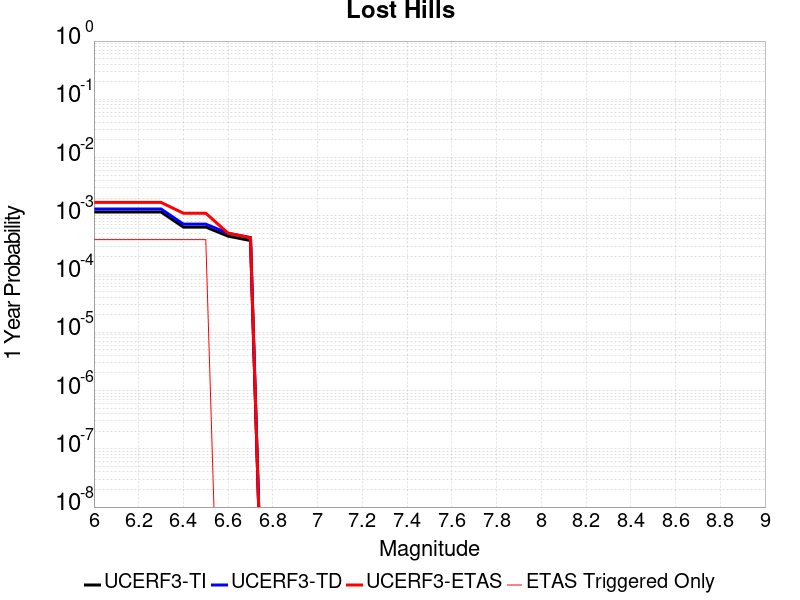 Lost Hills
10^0
10^-1
10^-2
10^-3
10^-4
10^-5
10^-6
10^-7
10^-8
1 Year Probability
6 6.2 6.4 6.6 6.8 7 7.2 7.4 7.6 7.8 8 8.2 8.4 8.6 8.8 9
Magnitude
UCERF3-TI UCERF3-TD UCERF3-ETAS ETAS Triggered Only